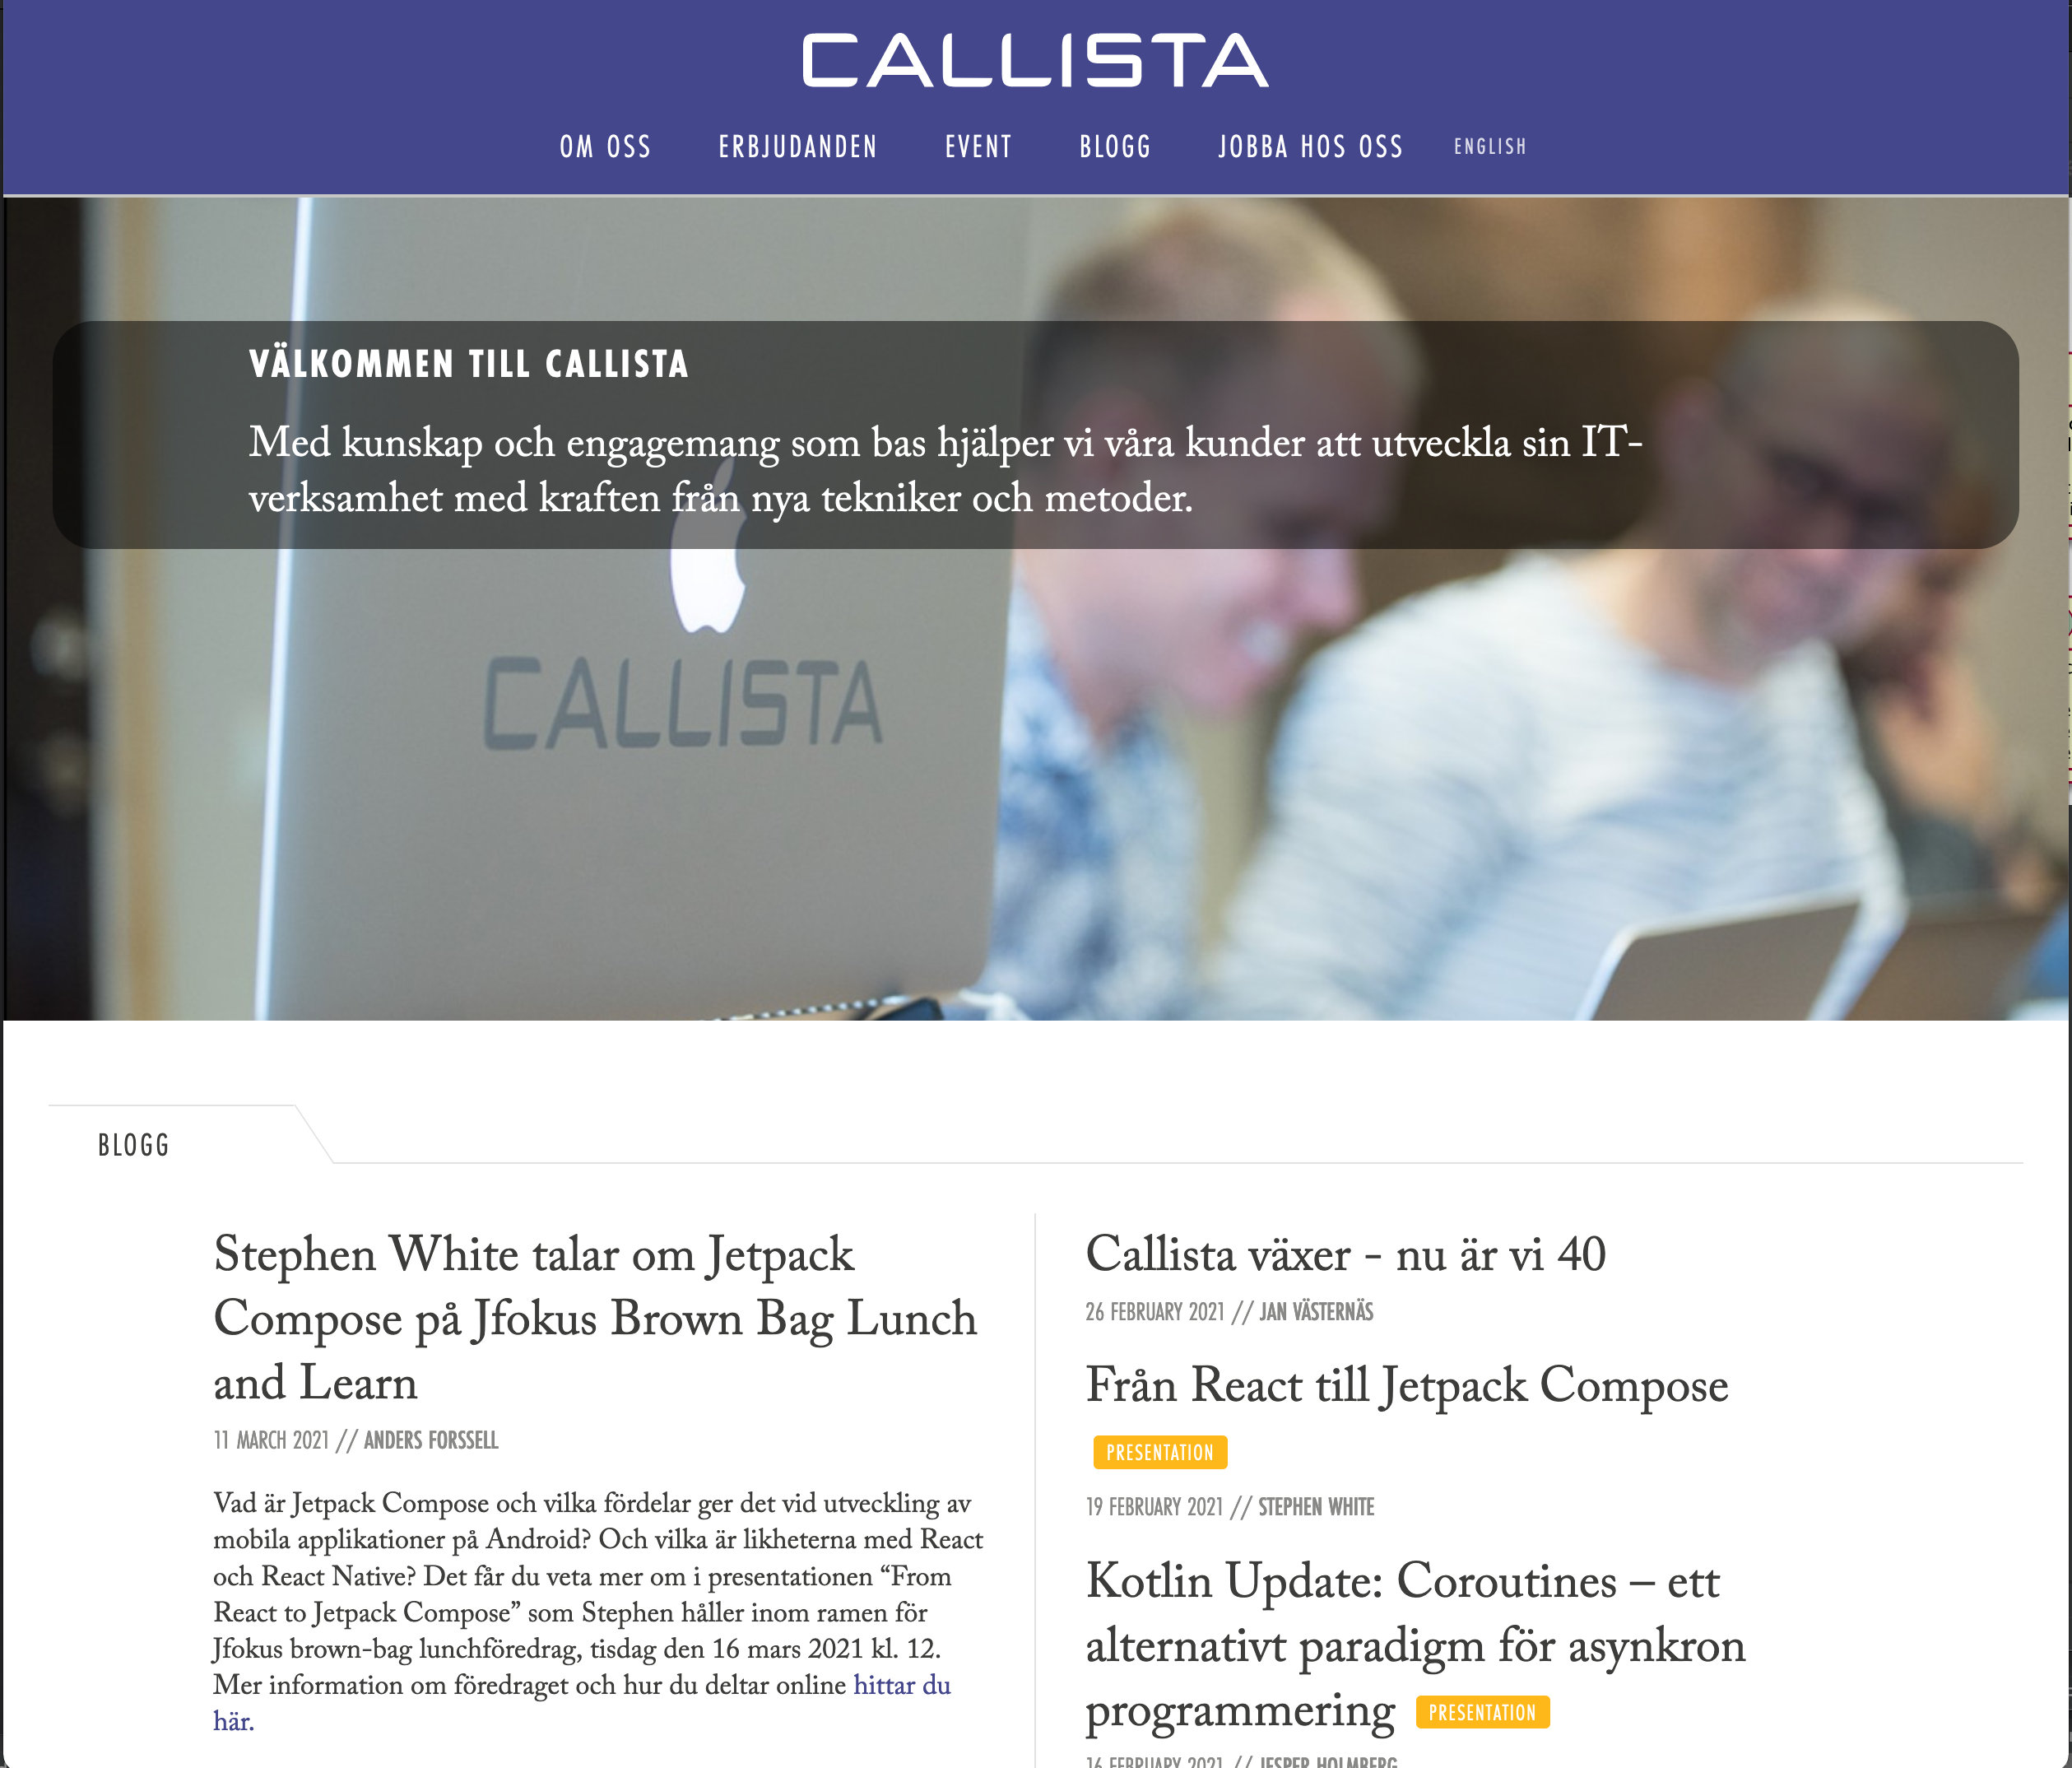 CALLISTA
OM OSS ERBJUDANDEN EVENT BLOGG JOBBA HOS OSS ENGLISH
VÄLKOMMEN TILL CALLISTA
Med kunskap och engagemang som bas hjälper vi våra kunder att utveckla sin IT-
verksamhet med kraften från nya tekniker och metoder.
CALLISTA
BLOGG
Stephen White talar om Jetpack
Compose på Jfokus Brown Bag Lunch
and Learn
11 MARCH 2021 // ANDERS FORSSELL
Vad är Jetpack Compose och vilka fördelar ger det vid utveckling av
mobila applikationer på Android? Och vilka är likheterna med React
och React Native? Det får du veta mer om i presentationen “From
React to Jetpack Compose” som Stephen håller inom ramen för
Jfokus brown-bag lunchföredrag, tisdag den 16 mars 2021 kl. 12.
Mer information om föredraget och hur du deltar online hittar du
här.
Callista växer - nu är vi 40
26 FEBRUARY 2021 // JAN VÄSTERNÄS
Från React till Jetpack Compose
PRESENTATION
19 FEBRUARY 2021 // STEPHEN WHITE
Kotlin Update: Coroutines – ett
alternativt paradigm för asynkron
programmering PRESENTATION
16 FEBRUARY 2021 // JESPER HOLMBERG